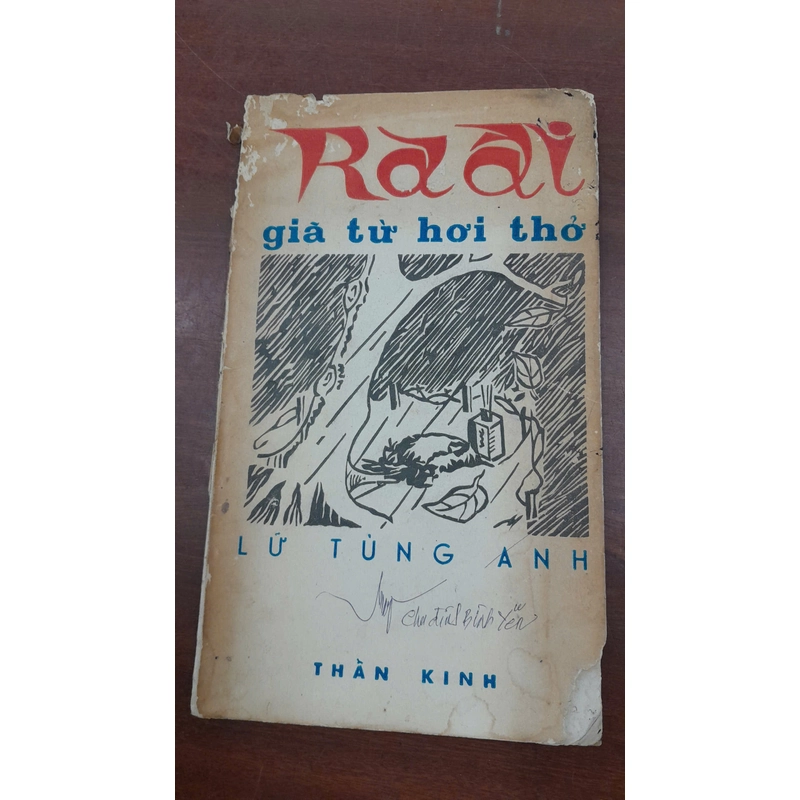 Ra đi
giã từ hơi thở
LỮ TÙNG ANH
THẦN KINH